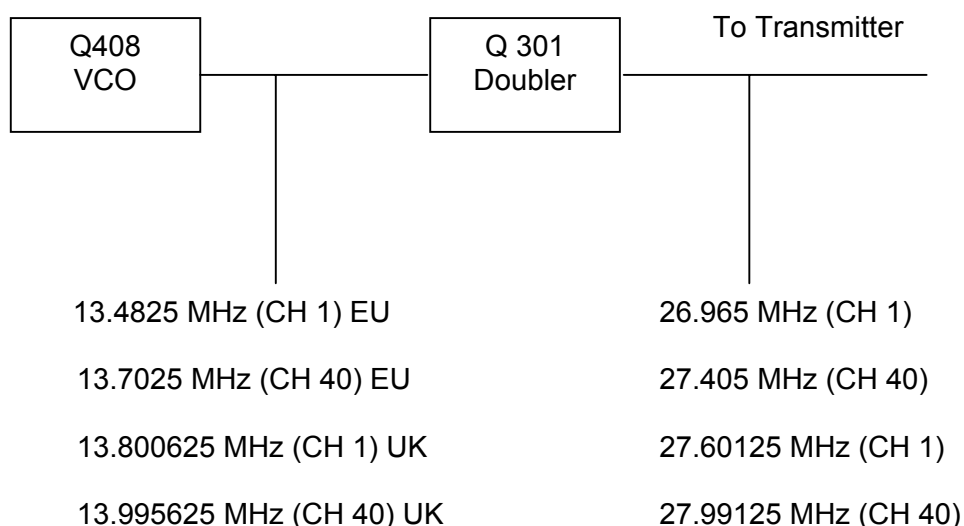 To Transmitter
Q408
VCO
Q 301
Doubler
13.4825 MHz (CH 1) EU
26.965 MHz (CH 1)
13.7025 MHz (CH 40) EU
27.405 MHz (CH 40)
13.800625 MHz (CH 1) UK
27.60125 MHz (CH 1)
13.995625 MHz (CH 40) UK
27.99125 MHz (CH 40)